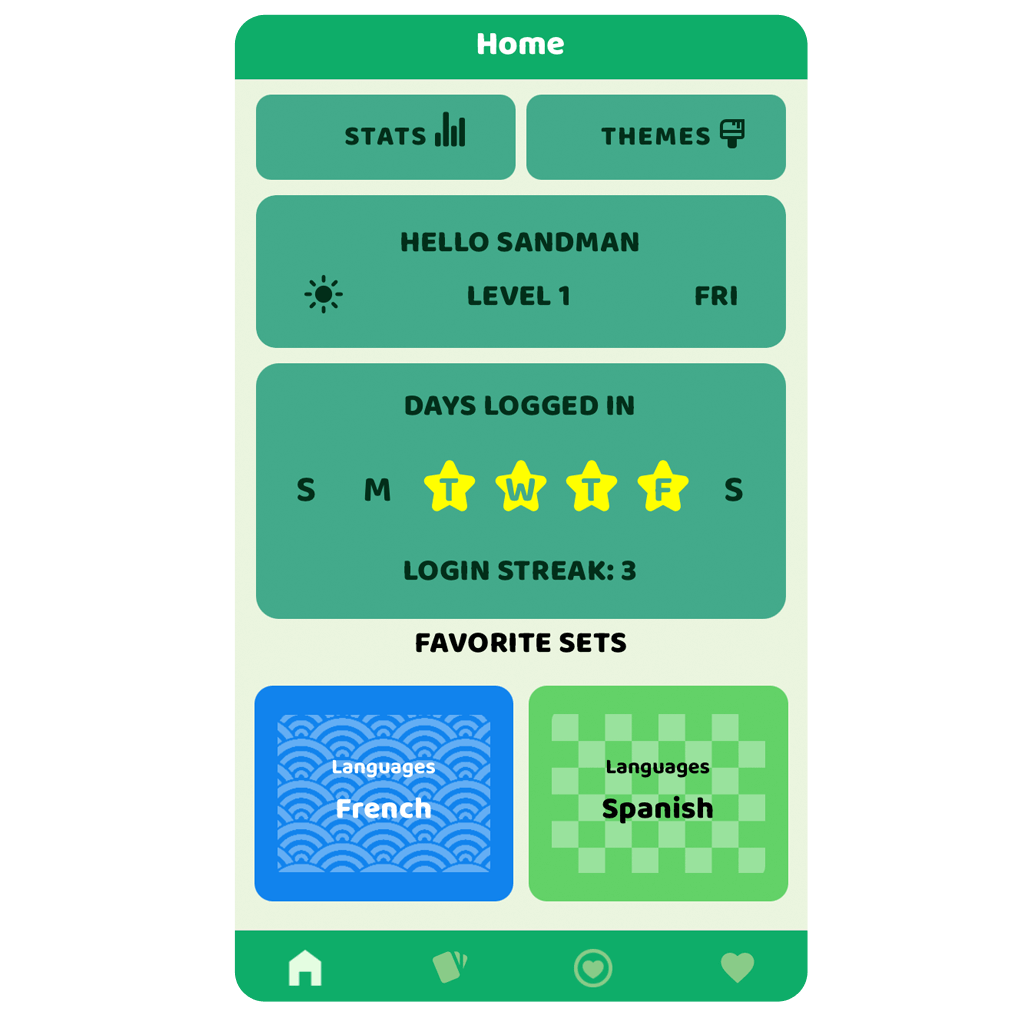 Home
STATS
THEMES
HELLO SANDMAN
LEVEL 1
FRI
DAYS LOGGED IN
S M T W T F S
LOGIN STREAK: 3
FAVORITE SETS
Languages
French
Languages
Spanish